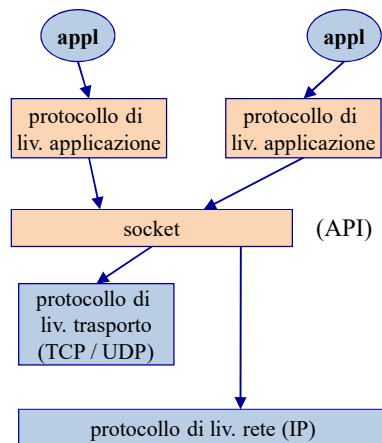 appl
appl
protocollo di
liv. applicazione
protocollo di
liv. applicazione
socket
(API)
protocollo di
liv. trasporto
(TCP / UDP)
protocollo di liv. rete (IP)